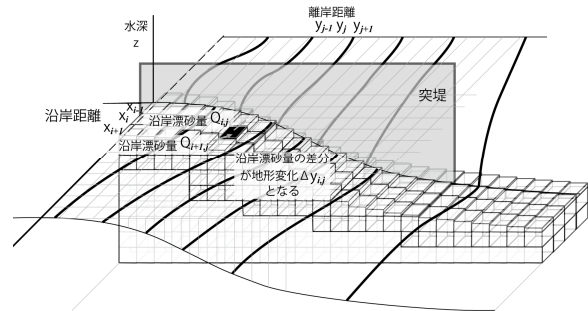 離岸距離
水深
z
y_{j-1} y_j y_{j+1}
突堤
沿岸距離
x_{i-1}
x_i
x_{i+1}
沿岸漂砂量 Q_{i,j}
沿岸漂砂量 Q_{i+1,j}
沿岸漂砂量の差分
が地形変化Δy_{i,j}
となる